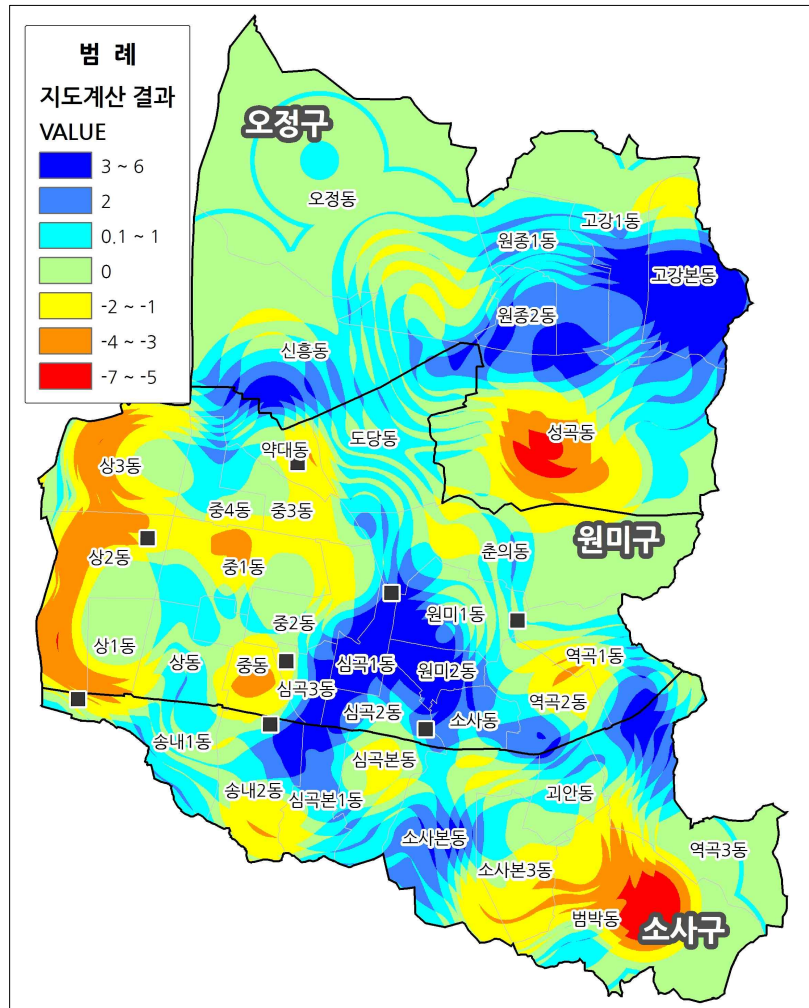 범 례
지도계산 결과
VALUE
3 ~ 6
2
0.1 ~ 1
0
-2 ~ -1
-4 ~ -3
-7 ~ -5
오정구
오정동
고강1동
원종1동
고강본동
원종2동
신흥동
성곡동
도당동
약대동
상3동
중4동
중3동
원미구
춘의동
상2동
중1동
원미1동
중2동
상1동
상동
중동
심곡1동
원미2동
역곡1동
심곡3동
역곡2동
심곡2동
소사동
송내1동
심곡본동
송내2동
심곡본1동
괴안동
소사본동
역곡3동
소사본3동
범박동
소사구